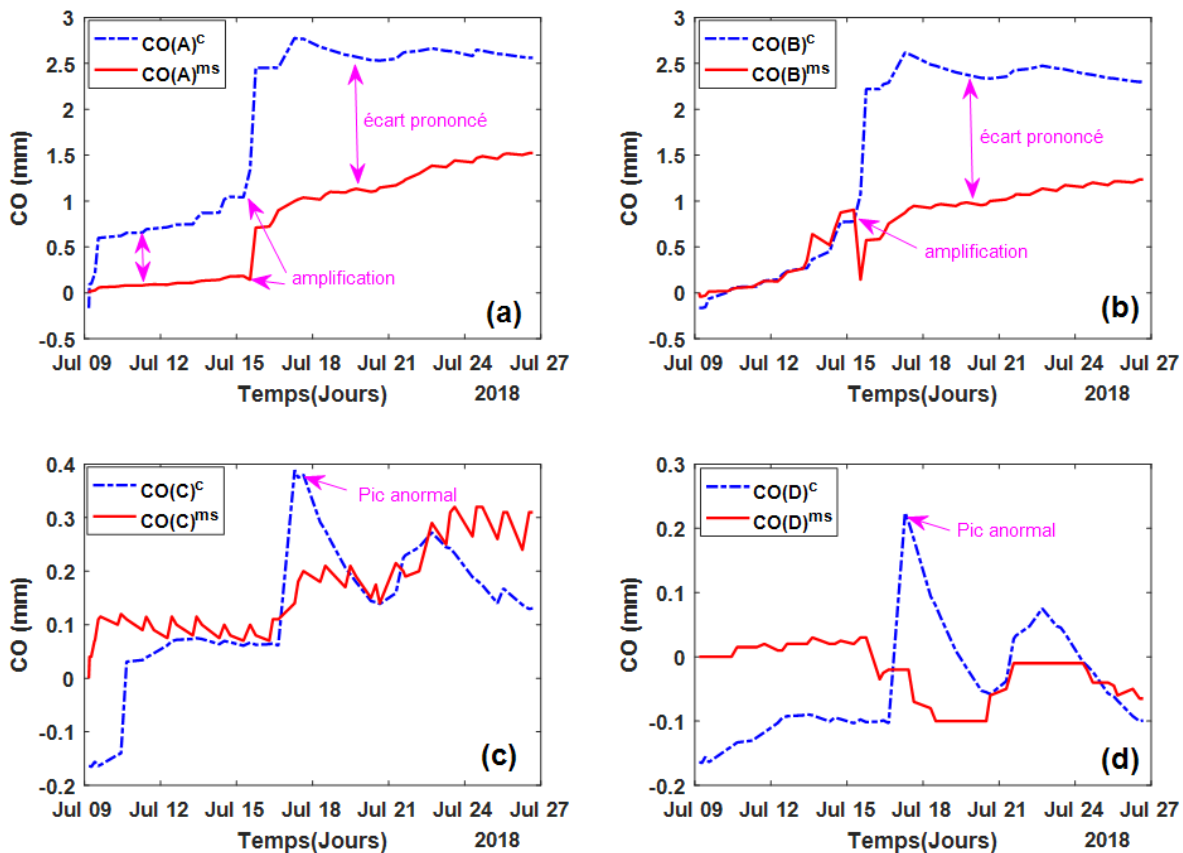 3
2.5
2
1.5
1
0.5
0
-0.5
CO (mm)
CO(A)ᶜ
CO(A)ᵐˢ
écart prononcé
amplification
(a)
Jul 09 Jul 12 Jul 15 Jul 18 Jul 21 Jul 24 Jul 27
Temps(Jours) 2018
3
2.5
2
1.5
1
0.5
0
-0.5
CO (mm)
CO(B)ᶜ
CO(B)ᵐˢ
écart prononcé
amplification
(b)
Jul 09 Jul 12 Jul 15 Jul 18 Jul 21 Jul 24 Jul 27
Temps(Jours) 2018
0.4
0.3
0.2
0.1
0
-0.1
-0.2
CO (mm)
CO(C)ᶜ
CO(C)ᵐˢ
Pic anormal
(c)
Jul 09 Jul 12 Jul 15 Jul 18 Jul 21 Jul 24 Jul 27
Temps(Jours) 2018
0.3
0.2
0.1
0
-0.1
-0.2
CO (mm)
CO(D)ᶜ
CO(D)ᵐˢ
Pic anormal
(d)
Jul 09 Jul 12 Jul 15 Jul 18 Jul 21 Jul 24 Jul 27
Temps(Jours) 2018